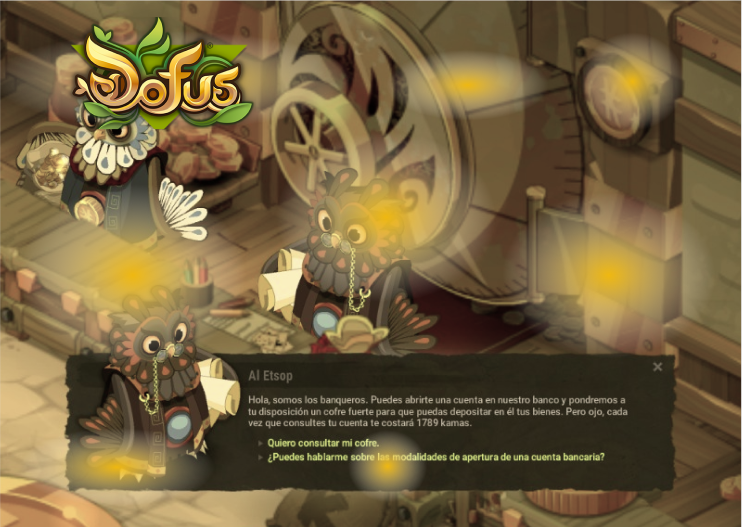 Dofus
Al Etsop
Hola, somos los banqueros. Puedes abrirte una cuenta en nuestro banco y pondremos a
tu disposición un cofre fuerte para que puedas depositar en él tus bienes. Pero ojo, cada
vez que consultes tu cuenta te costará 1789 kamas.
Quiero consultar mi cofre.
¿Puedes hablarme sobre las modalidades de apertura de una cuenta bancaria?